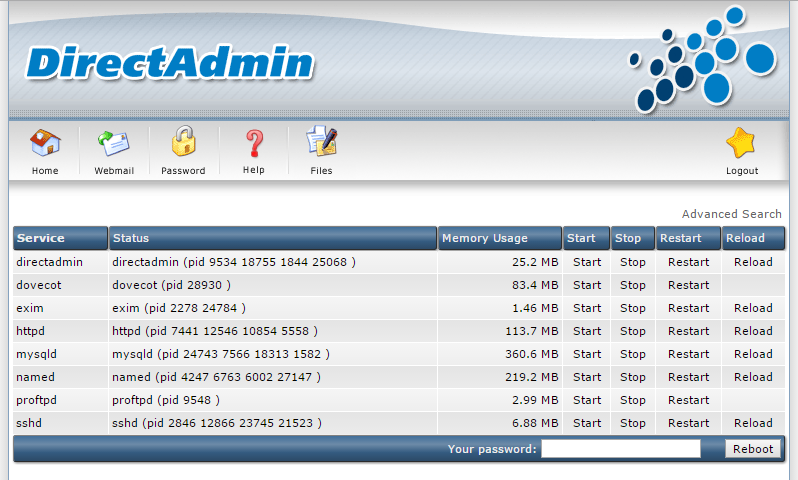 DirectAdmin
Home Webmail Password Help Files Logout
Advanced Search
Service Status Memory Usage Start Stop Restart Reload
directadmin directadmin (pid 9534 18755 1844 25068 ) 25.2 MB Start Stop Restart Reload
dovecot dovecot (pid 28930 ) 83.4 MB Start Stop Restart
exim exim (pid 2278 24784 ) 1.46 MB Start Stop Restart Reload
httpd httpd (pid 7441 12546 10854 5558 ) 113.7 MB Start Stop Restart Reload
mysqld mysqld (pid 24743 7566 18313 1582 ) 360.6 MB Start Stop Restart Reload
named named (pid 4247 6763 6002 27147 ) 219.2 MB Start Stop Restart Reload
proftpd proftpd (pid 9548 ) 2.99 MB Start Stop Restart
sshd sshd (pid 2846 12866 23745 21523 ) 6.88 MB Start Stop Restart Reload
Your password: Reboot